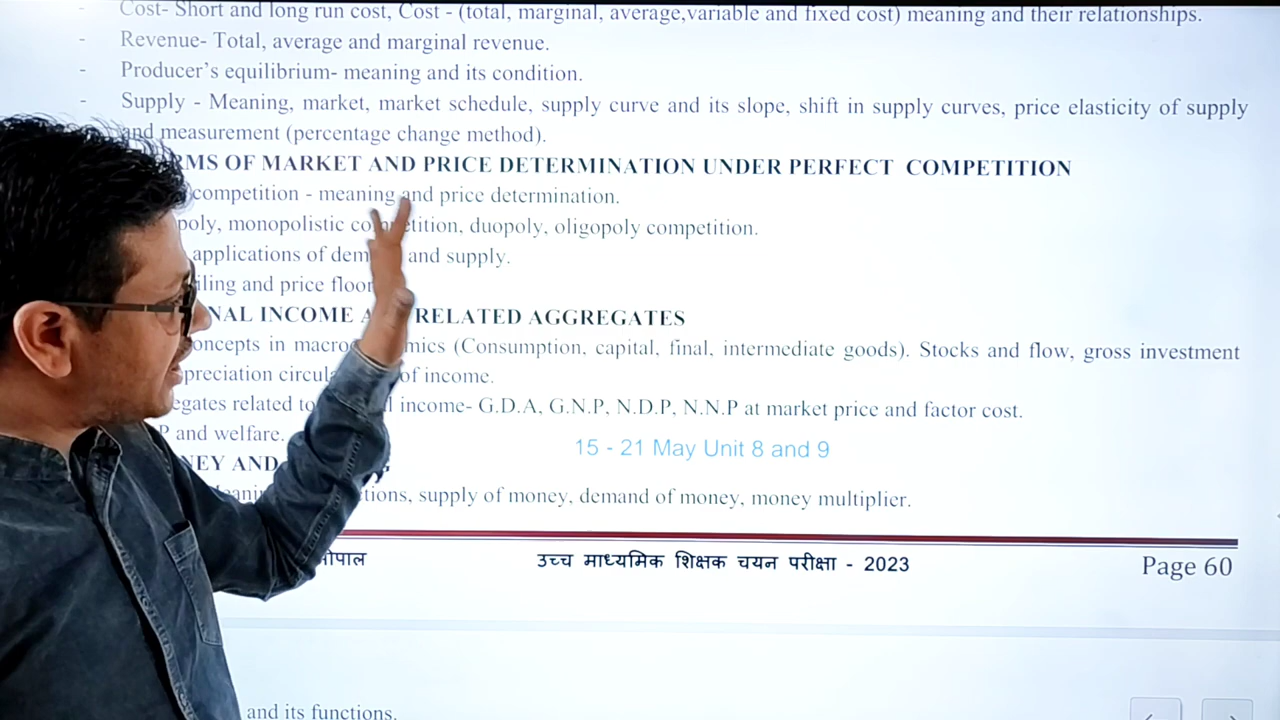 - Cost- Short and long run cost, Cost - (total, marginal, average,variable and fixed cost) meaning and their relationships.
- Revenue- Total, average and marginal revenue.
- Producer's equilibrium- meaning and its condition.
- Supply - Meaning, market, market schedule, supply curve and its slope, shift in supply curves, price elasticity of supply
and measurement (percentage change method).
RMS OF MARKET AND PRICE DETERMINATION UNDER PERFECT COMPETITION
competition - meaning and price determination.
poly, monopolistic competition, duopoly, oligopoly competition.
applications of dem and supply.
iling and price floor
NAL INCOME A RELATED AGGREGATES
oncepts in macro mics (Consumption, capital, final, intermediate goods). Stocks and flow, gross investment
preciation circula of income.
egates related to l income- G.D.A, G.N.P, N.D.P, N.N.P at market price and factor cost.
P and welfare.
15 - 21 May Unit 8 and 9
NEY AND G
eani tions, supply of money, demand of money, money multiplier.
ोपाल उच्च माध्यमिक शिक्षक चयन परीक्षा - 2023 Page 60
and its functions.